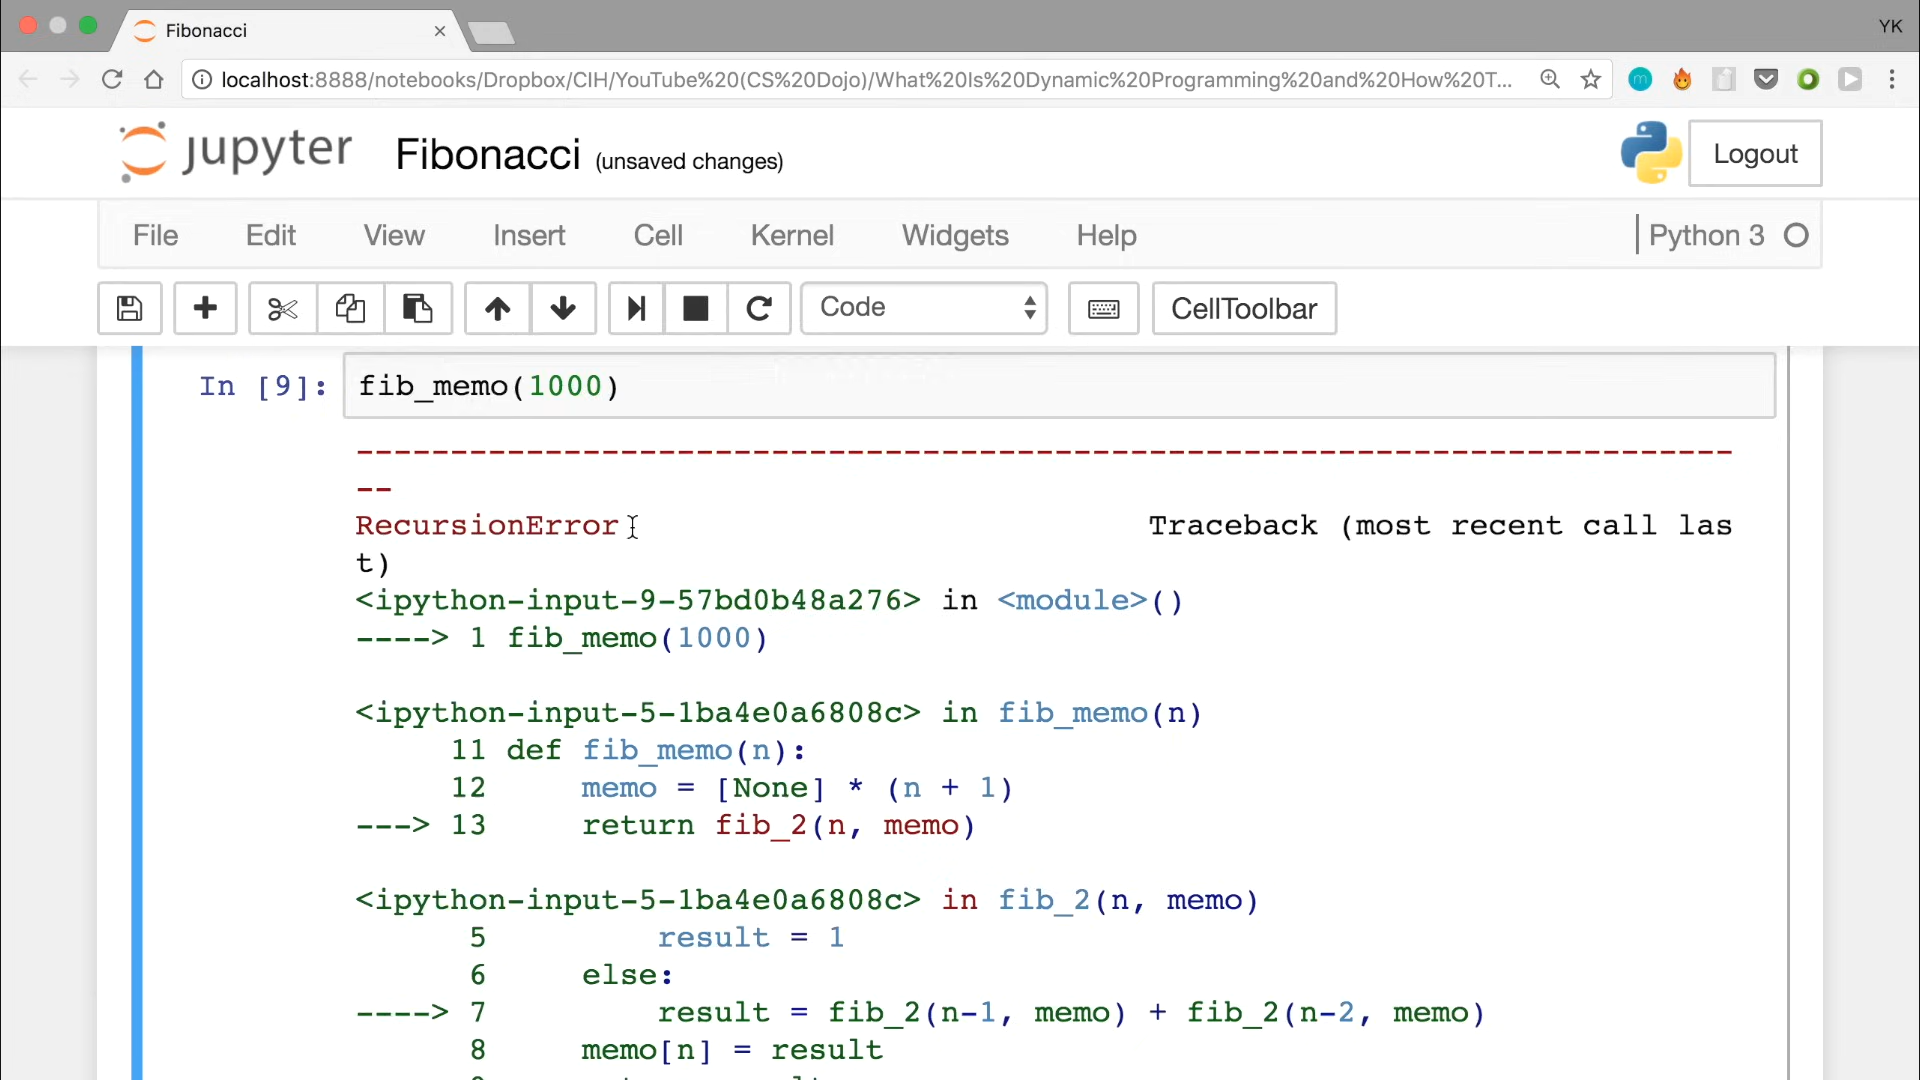 Fibonacci
YK
localhost:8888/notebooks/Dropbox/CIH/YouTube%20(CS%20Dojo)/What%20Is%20Dynamic%20Programming%20and%20How%20T...
jupyter Fibonacci (unsaved changes)
Logout
File Edit View Insert Cell Kernel Widgets Help Python 3
Code CellToolbar
In [9]: fib_memo(1000)
---------------------------------------------------------------------------
RecursionError Traceback (most recent call las
t)
<ipython-input-9-57bd0b48a276> in <module>()
----> 1 fib_memo(1000)
<ipython-input-5-1ba4e0a6808c> in fib_memo(n)
11 def fib_memo(n):
12     memo = [None] * (n + 1)
---> 13     return fib_2(n, memo)
<ipython-input-5-1ba4e0a6808c> in fib_2(n, memo)
5         result = 1
6     else:
----> 7         result = fib_2(n-1, memo) + fib_2(n-2, memo)
8     memo[n] = result